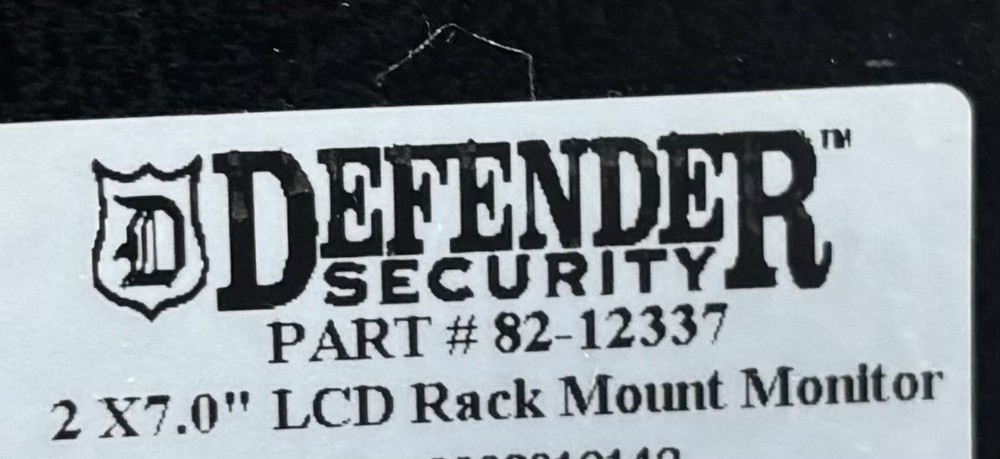 D DEFENDER™
SECURITY
PART # 82-12337
2 X7.0" LCD Rack Mount Monitor